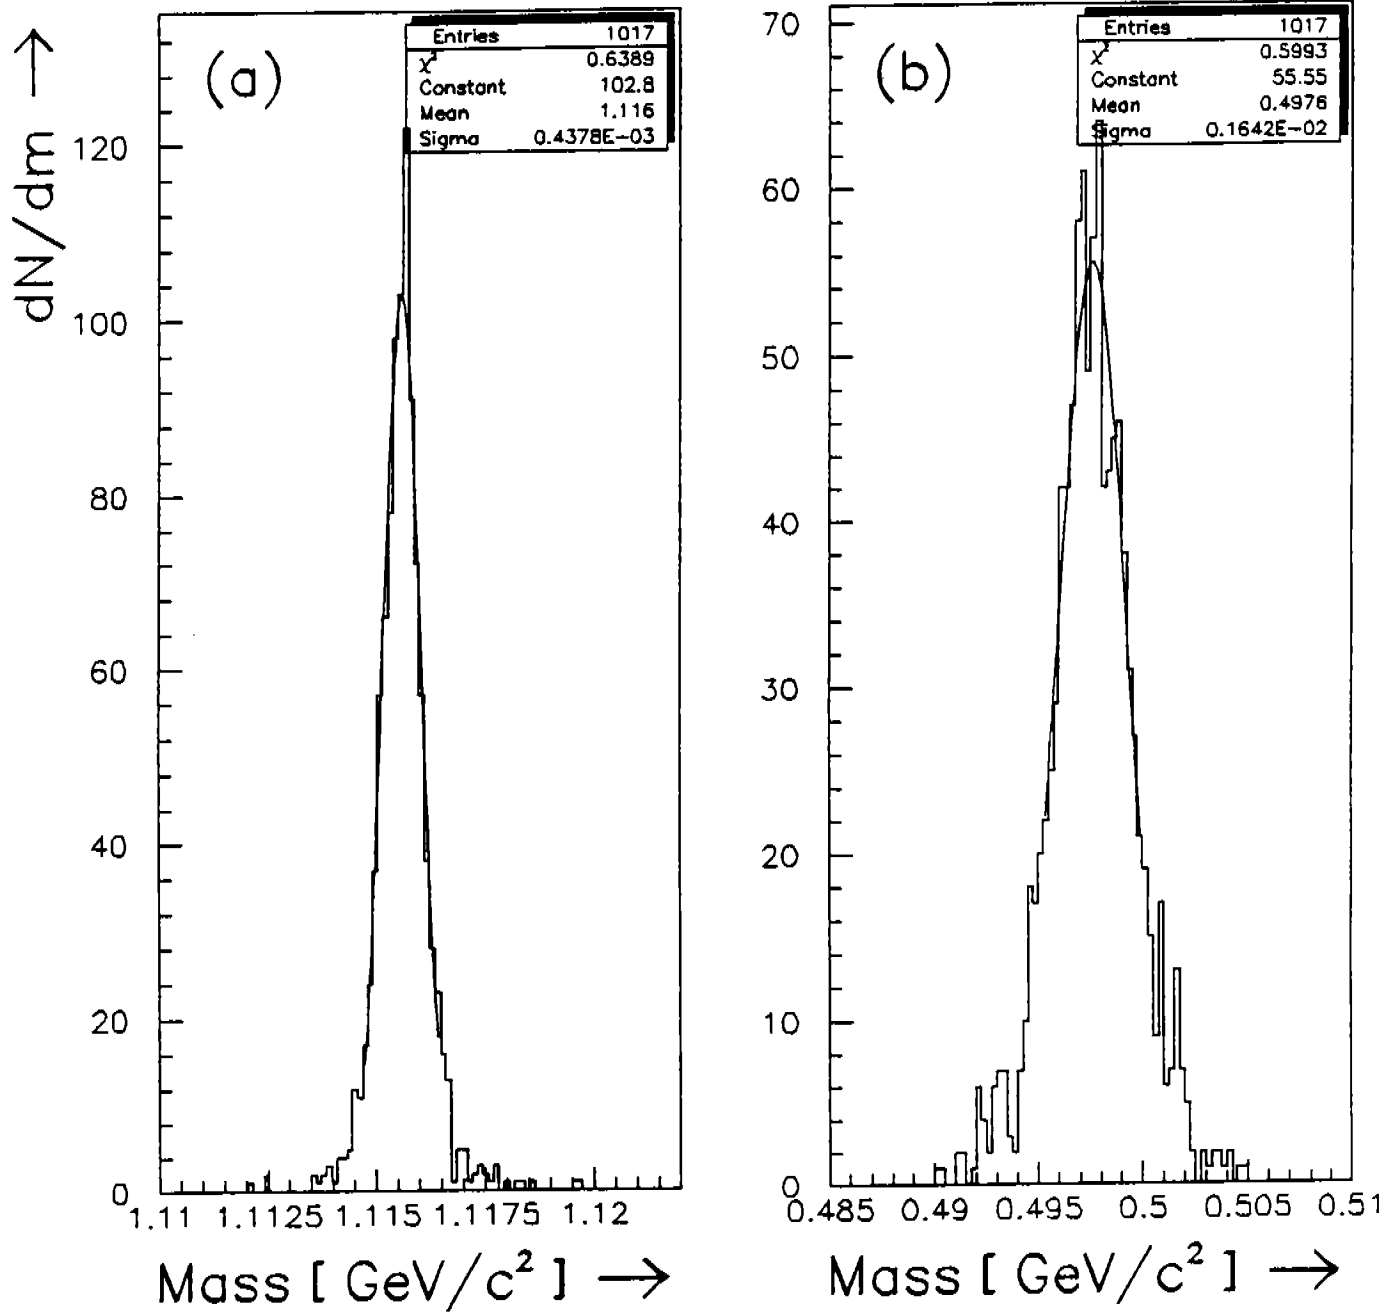 (a)
Entries 1017
χ² 0.6389
Constant 102.8
Mean 1.116
Sigma 0.4378E−03
dN/dm →
120
100
80
60
40
20
0
1.11 1.1125 1.115 1.1175 1.12
Mass [ GeV/c² ] →
(b)
Entries 1017
χ² 0.5993
Constant 55.55
Mean 0.4976
Sigma 0.1642E−02
70
60
50
40
30
20
10
0
0.485 0.49 0.495 0.5 0.505 0.51
Mass [ GeV/c² ] →